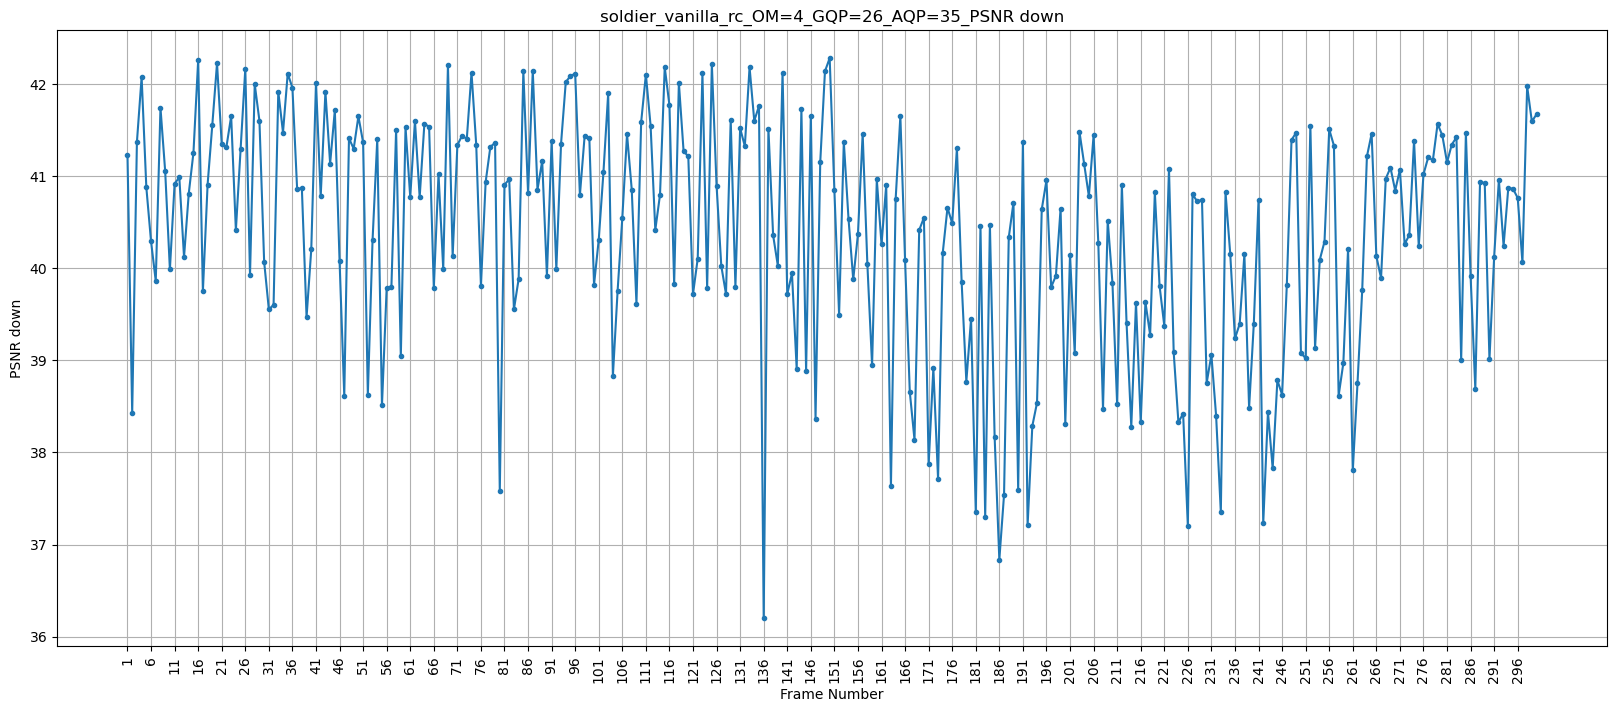 soldier_vanilla_rc_OM=4_GQP=26_AQP=35_PSNR down
PSNR down
42
41
40
39
38
37
36
1 6 11 16 21 26 31 36 41 46 51 56 61 66 71 76 81 86 91 96 101 106 111 116 121 126 131 136 141 146 151 156 161 166 171 176 181 186 191 196 201 206 211 216 221 226 231 236 241 246 251 256 261 266 271 276 281 286 291 296
Frame Number